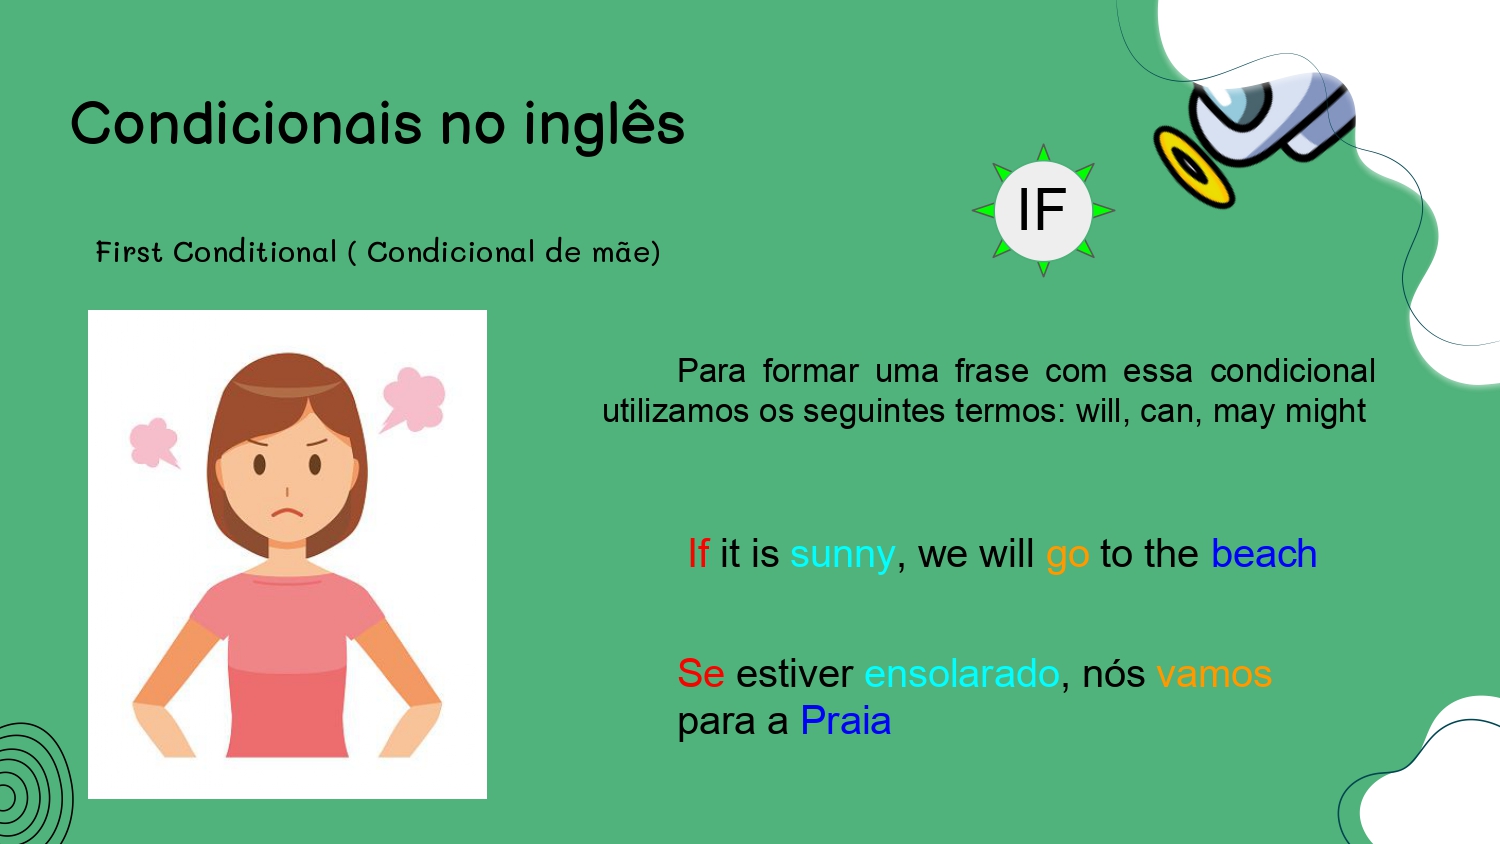 Condicionais no inglês
IF
First Conditional ( Condicional de mãe)
Para formar uma frase com essa condicional
utilizamos os seguintes termos: will, can, may might
If it is sunny, we will go to the beach
Se estiver ensolarado, nós vamos
para a Praia